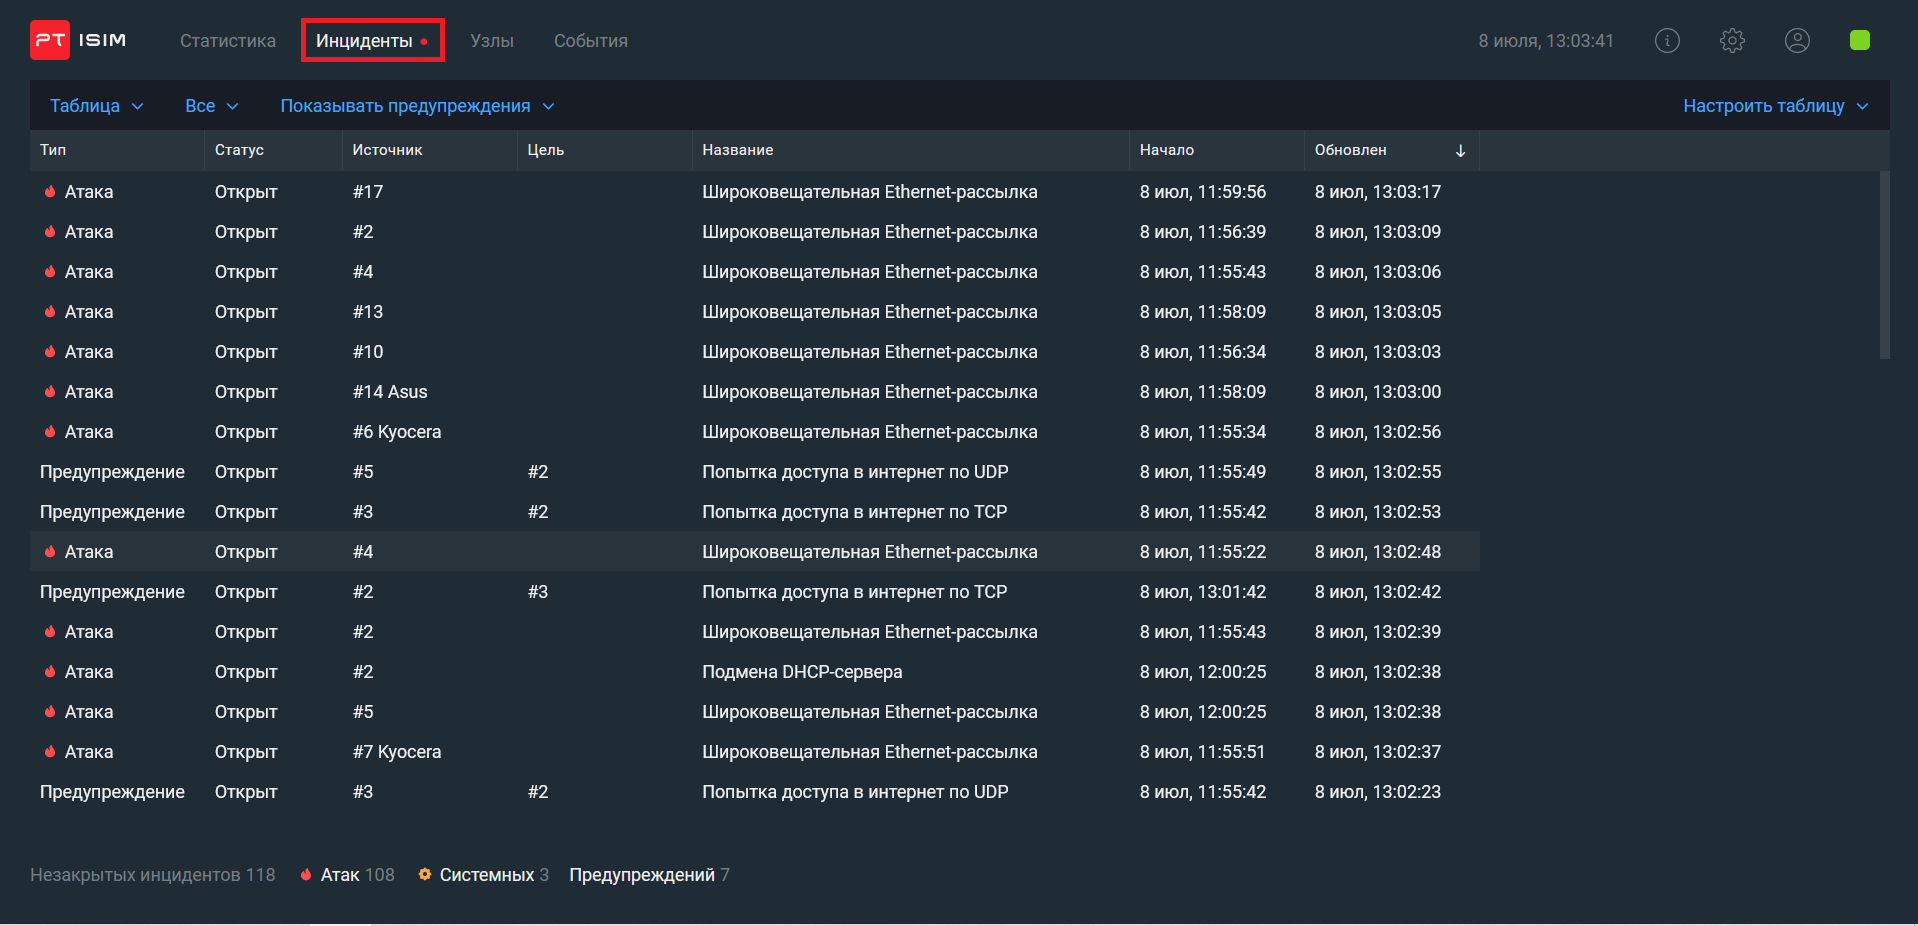 PT ISIM Статистика Инциденты Узлы События 8 июля, 13:03:41
Таблица Все Показывать предупреждения Настроить таблицу
Тип Статус Источник Цель Название Начало Обновлен
Атака Открыт #17 Широковещательная Ethernet-рассылка 8 июл, 11:59:56 8 июл, 13:03:17
Атака Открыт #2 Широковещательная Ethernet-рассылка 8 июл, 11:56:39 8 июл, 13:03:09
Атака Открыт #4 Широковещательная Ethernet-рассылка 8 июл, 11:55:43 8 июл, 13:03:06
Атака Открыт #13 Широковещательная Ethernet-рассылка 8 июл, 11:58:09 8 июл, 13:03:05
Атака Открыт #10 Широковещательная Ethernet-рассылка 8 июл, 11:56:34 8 июл, 13:03:03
Атака Открыт #14 Asus Широковещательная Ethernet-рассылка 8 июл, 11:58:09 8 июл, 13:03:00
Атака Открыт #6 Kyocera Широковещательная Ethernet-рассылка 8 июл, 11:55:34 8 июл, 13:02:56
Предупреждение Открыт #5 #2 Попытка доступа в интернет по UDP 8 июл, 11:55:49 8 июл, 13:02:55
Предупреждение Открыт #3 #2 Попытка доступа в интернет по TCP 8 июл, 11:55:42 8 июл, 13:02:53
Атака Открыт #4 Широковещательная Ethernet-рассылка 8 июл, 11:55:22 8 июл, 13:02:48
Предупреждение Открыт #2 #3 Попытка доступа в интернет по TCP 8 июл, 13:01:42 8 июл, 13:02:42
Атака Открыт #2 Широковещательная Ethernet-рассылка 8 июл, 11:55:43 8 июл, 13:02:39
Атака Открыт #2 Подмена DHCP-сервера 8 июл, 12:00:25 8 июл, 13:02:38
Атака Открыт #5 Широковещательная Ethernet-рассылка 8 июл, 12:00:25 8 июл, 13:02:38
Атака Открыт #7 Kyocera Широковещательная Ethernet-рассылка 8 июл, 11:55:51 8 июл, 13:02:37
Предупреждение Открыт #3 #2 Попытка доступа в интернет по UDP 8 июл, 11:55:42 8 июл, 13:02:23
Незакрытых инцидентов 118 Атак 108 Системных 3 Предупреждений 7